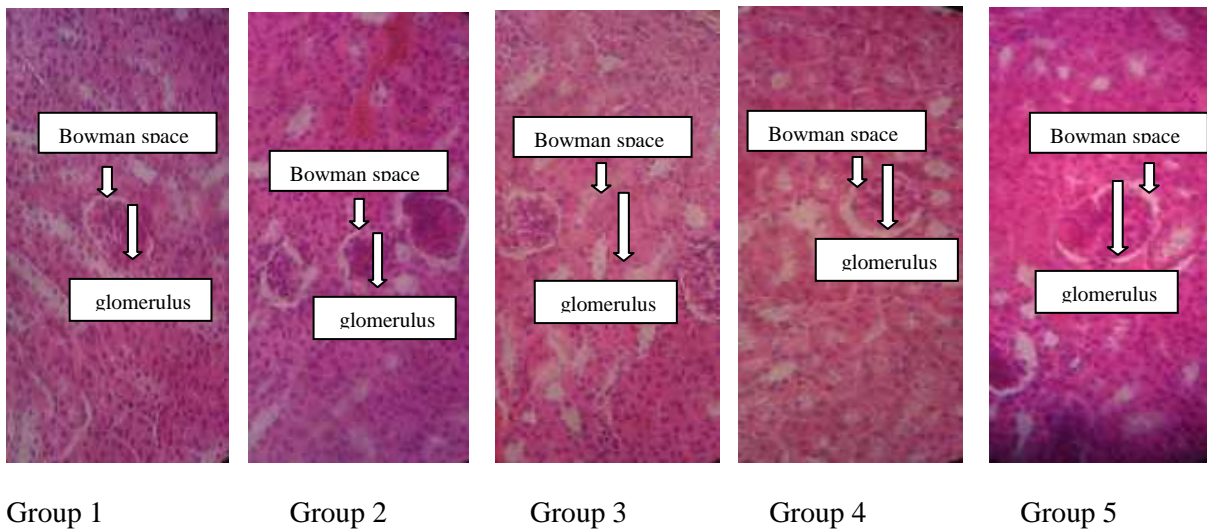 Bowman space
glomerulus
Bowman space
glomerulus
Bowman space
glomerulus
Bowman space
glomerulus
Bowman space
glomerulus
Group 1
Group 2
Group 3
Group 4
Group 5